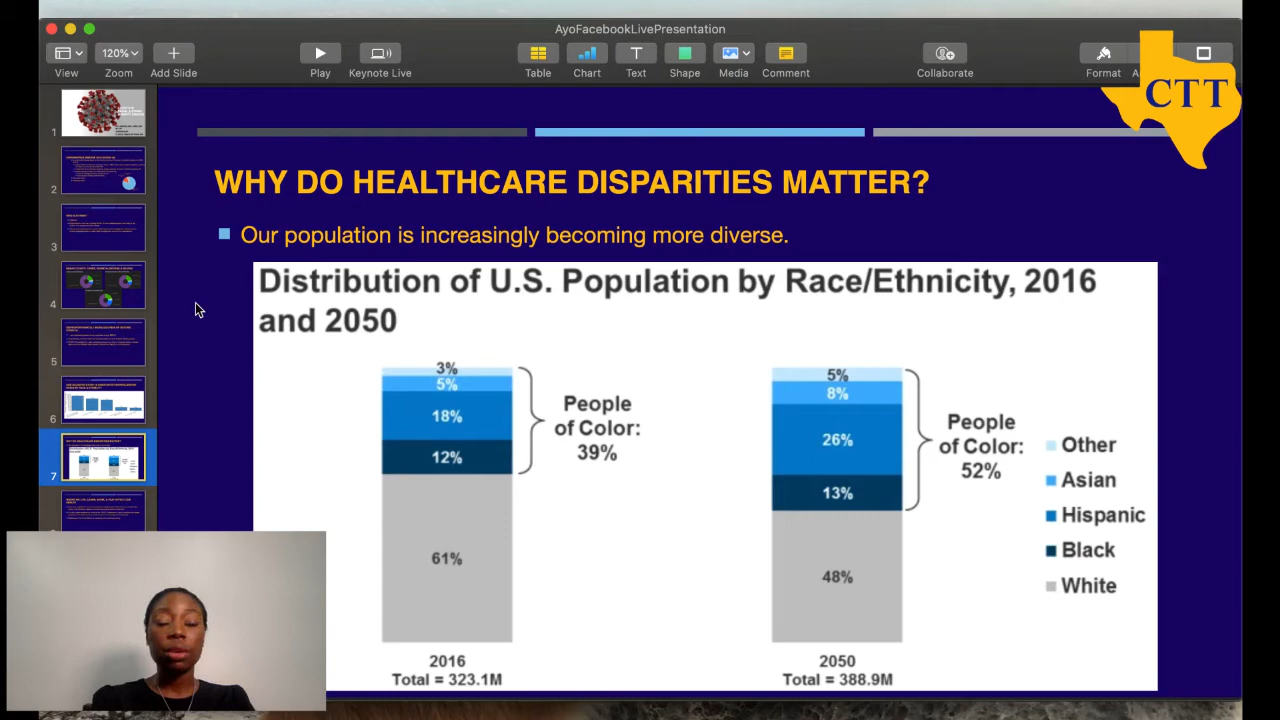 AyoFacebookLivePresentation
120%
View Zoom Add Slide Play Keynote Live Table Chart Text Shape Media Comment Collaborate Format
CTT
1
2
3
4
5
6
7
WHY DO HEALTHCARE DISPARITIES MATTER?
Our population is increasingly becoming more diverse.
Distribution of U.S. Population by Race/Ethnicity, 2016
and 2050
3%
5%
18%
12%
61%
People
of Color:
39%
2016
Total = 323.1M
5%
8%
26%
13%
48%
People
of Color:
52%
2050
Total = 388.9M
Other
Asian
Hispanic
Black
White